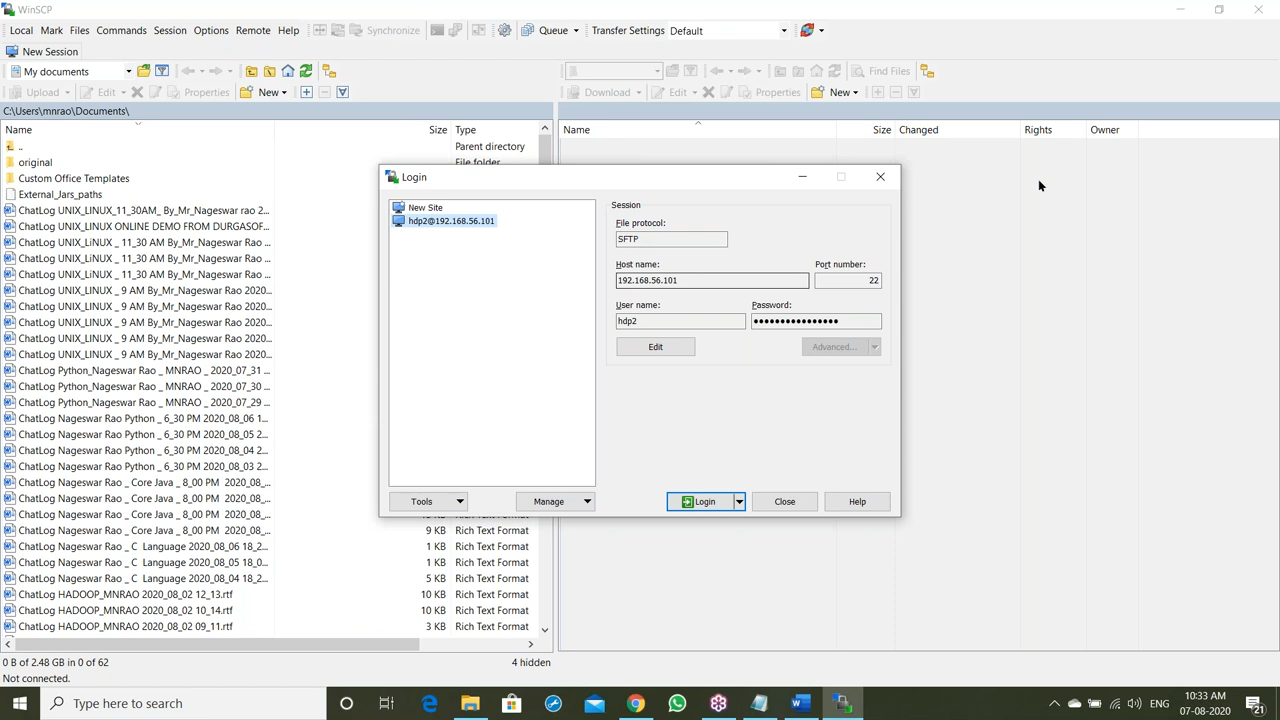 WinSCP
Local Mark Files Commands Session Options Remote Help Synchronize Queue Transfer Settings Default
New Session
My documents Find Files
Upload Edit Properties New Download Edit Properties New
C:\Users\mnrao\Documents\
Name Size Type Name Size Changed Rights Owner
.. Parent directory
original File folder
Custom Office Templates
External_Jars_paths
ChatLog UNIX_LINUX_11_30AM_ By_Mr_Nageswar rao 2...
ChatLog UNIX_LINUX ONLINE DEMO FROM DURGASOF...
ChatLog UNIX_LiNUX _ 11_30 AM By_Mr_Nageswar Rao ...
ChatLog UNIX_LiNUX _ 11_30 AM By_Mr_Nageswar Rao ...
ChatLog UNIX_LiNUX _ 11_30 AM By_Mr_Nageswar Rao ...
ChatLog UNIX_LINUX _ 9 AM By_Mr_Nageswar Rao 2020...
ChatLog UNIX_LINUX _ 9 AM By_Mr_Nageswar Rao 2020...
ChatLog UNIX_LINUX _ 9 AM By_Mr_Nageswar Rao 2020...
ChatLog UNIX_LINUX _ 9 AM By_Mr_Nageswar Rao 2020...
ChatLog UNIX_LINUX _ 9 AM By_Mr_Nageswar Rao 2020...
ChatLog Python_Nageswar Rao _ MNRAO _ 2020_07_31 ...
ChatLog Python_Nageswar Rao _ MNRAO _ 2020_07_30 ...
ChatLog Python_Nageswar Rao _ MNRAO _ 2020_07_29 ...
ChatLog Nageswar Rao Python _ 6_30 PM 2020_08_06 1...
ChatLog Nageswar Rao Python _ 6_30 PM 2020_08_05 2...
ChatLog Nageswar Rao Python _ 6_30 PM 2020_08_04 2...
ChatLog Nageswar Rao Python _ 6_30 PM 2020_08_03 2...
ChatLog Nageswar Rao _ Core Java _ 8_00 PM 2020_08_...
ChatLog Nageswar Rao _ Core Java _ 8_00 PM 2020_08_...
ChatLog Nageswar Rao _ Core Java _ 8_00 PM 2020_08_...
ChatLog Nageswar Rao _ Core Java _ 8_00 PM 2020_08_... 9 KB Rich Text Format
ChatLog Nageswar Rao _ C Language 2020_08_06 18_2... 1 KB Rich Text Format
ChatLog Nageswar Rao _ C Language 2020_08_05 18_0... 1 KB Rich Text Format
ChatLog Nageswar Rao _ C Language 2020_08_04 18_2... 5 KB Rich Text Format
ChatLog HADOOP_MNRAO 2020_08_02 12_13.rtf 10 KB Rich Text Format
ChatLog HADOOP_MNRAO 2020_08_02 10_14.rtf 10 KB Rich Text Format
ChatLog HADOOP_MNRAO 2020_08_02 09_11.rtf 3 KB Rich Text Format
Login
New Site
hdp2@192.168.56.101
Session
File protocol:
SFTP
Host name: Port number:
192.168.56.101 22
User name: Password:
hdp2 ●●●●●●●●●●●●●●●●
Edit Advanced...
Tools Manage Login Close Help
0 B of 2.48 GB in 0 of 62 4 hidden
Not connected.
Type here to search ENG 10:33 AM
07-08-2020 21